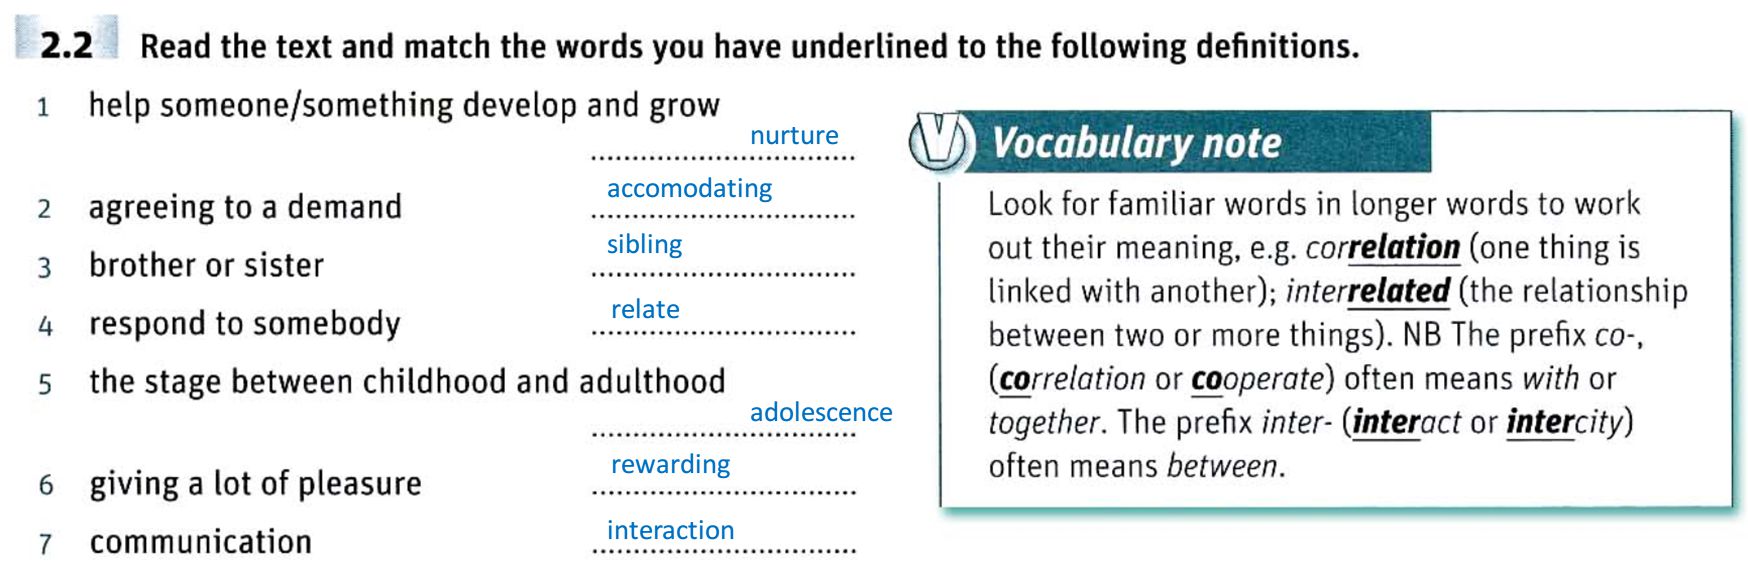 2.2 Read the text and match the words you have underlined to the following definitions.
1 help someone/something develop and grow
nurture
2 agreeing to a demand accomodating
3 brother or sister sibling
4 respond to somebody relate
5 the stage between childhood and adulthood
adolescence
6 giving a lot of pleasure rewarding
7 communication interaction
V Vocabulary note
Look for familiar words in longer words to work
out their meaning, e.g. correlation (one thing is
linked with another); interrelated (the relationship
between two or more things). NB The prefix co-,
(correlation or cooperate) often means with or
together. The prefix inter- (interact or intercity)
often means between.